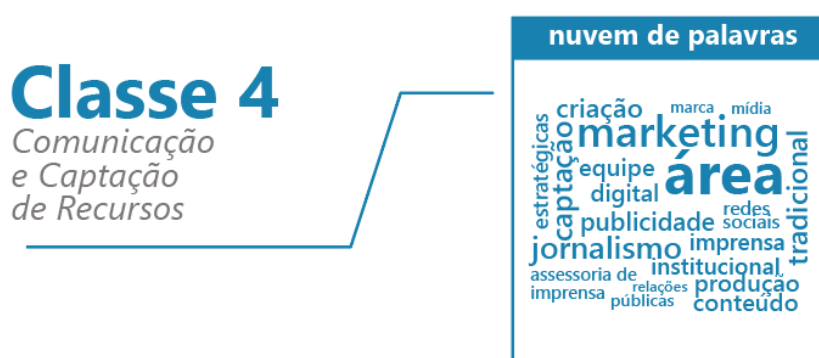 Classe 4
Comunicação
e Captação
de Recursos
nuvem de palavras
criação
marca
mídia
estratégicas
captação
marketing
equipe
área
digital
tradicional
publicidade
redes
sociais
jornalismo
imprensa
assessoria de
imprensa
institucional
relações
públicas
produção
conteúdo